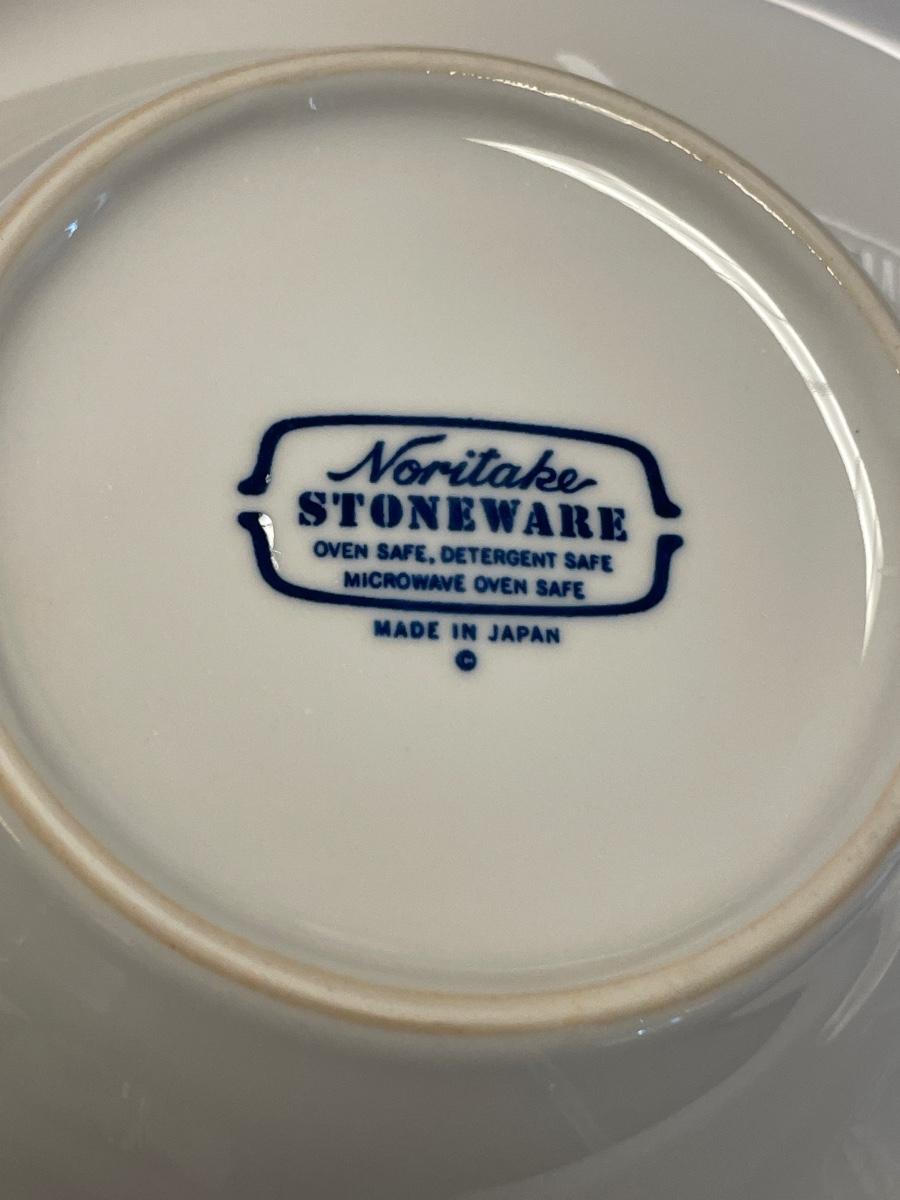 Noritake
STONEWARE
OVEN SAFE, DETERGENT SAFE
MICROWAVE OVEN SAFE
MADE IN JAPAN
©